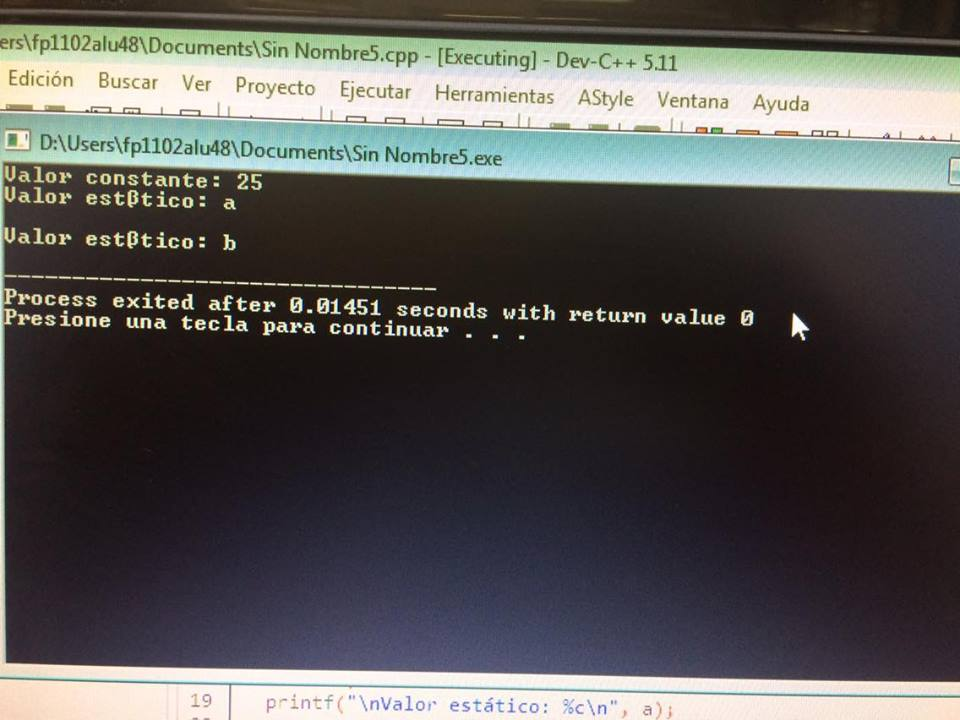 ers\fp1102alu48\Documents\Sin Nombre5.cpp - [Executing] - Dev-C++ 5.11
Edición Buscar Ver Proyecto Ejecutar Herramientas AStyle Ventana Ayuda
D:\Users\fp1102alu48\Documents\Sin Nombre5.exe
Valor constante: 25
Valor estβtico: a
Valor estβtico: b
--------------------------------
Process exited after 0.01451 seconds with return value 0
Presione una tecla para continuar . . .
19 printf("\nValor estático: %c\n", a);